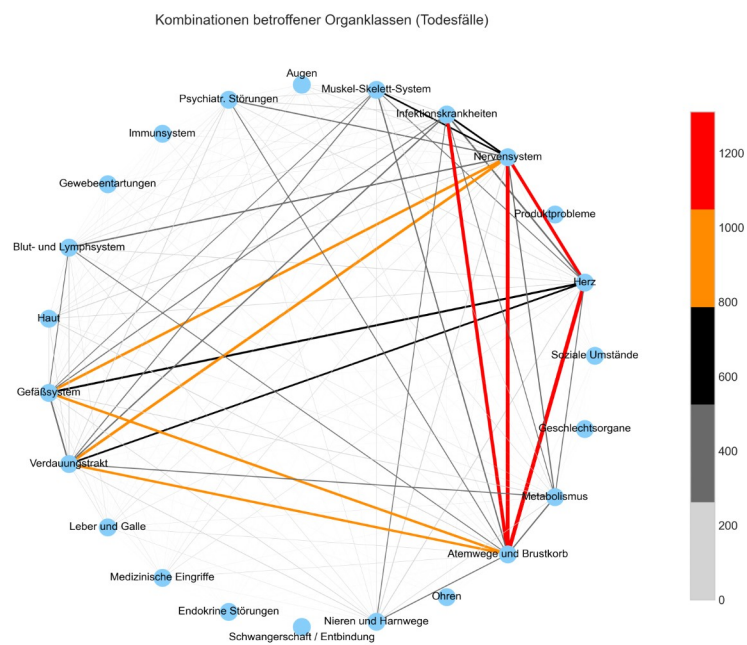 Kombinationen betroffener Organklassen (Todesfälle)
Augen
Muskel-Skelett-System
Psychiatr. Störungen
Infektionskrankheiten
Immunsystem
Nervensystem
1200
Gewebeentartungen
Produktprobleme
1000
Blut- und Lymphsystem
Herz
800
Haut
Soziale Umstände
600
Gefäßsystem
Geschlechtsorgane
400
Verdauungstrakt
Metabolismus
Leber und Galle
200
Atemwege und Brustkorb
Medizinische Eingriffe
Ohren
0
Endokrine Störungen
Nieren und Harnwege
Schwangerschaft / Entbindung